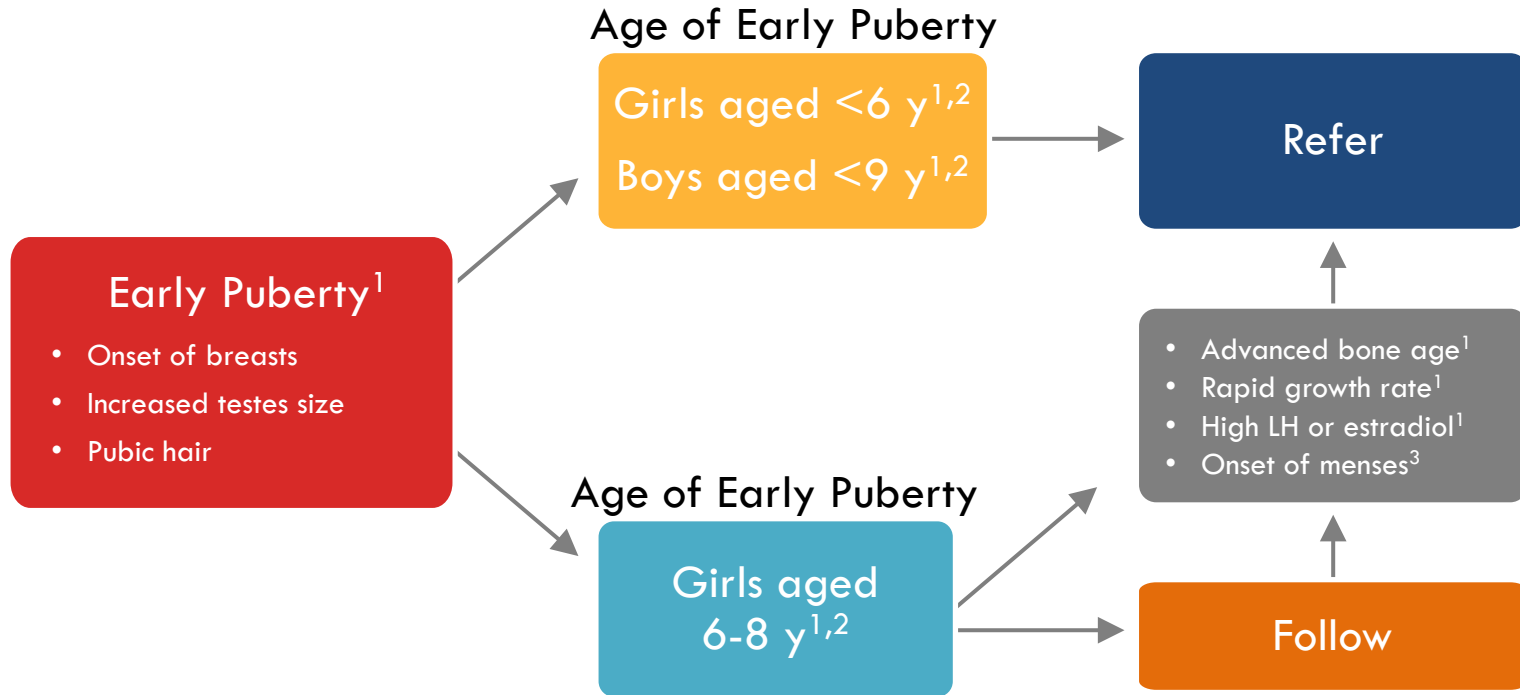 Age of Early Puberty
Girls aged <6 y¹,²
Boys aged <9 y¹,²
Refer
Early Puberty¹
• Onset of breasts
• Increased testes size
• Pubic hair
• Advanced bone age¹
• Rapid growth rate¹
• High LH or estradiol¹
• Onset of menses³
Age of Early Puberty
Girls aged
6-8 y¹,²
Follow